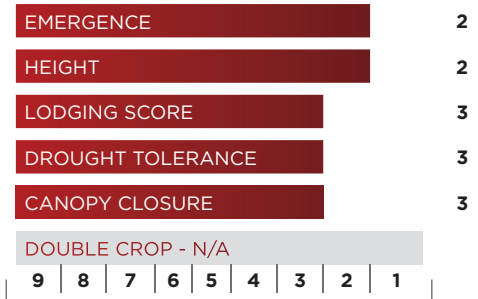 EMERGENCE 2
HEIGHT 2
LODGING SCORE 3
DROUGHT TOLERANCE 3
CANOPY CLOSURE 3
DOUBLE CROP - N/A
9 8 7 6 5 4 3 2 1